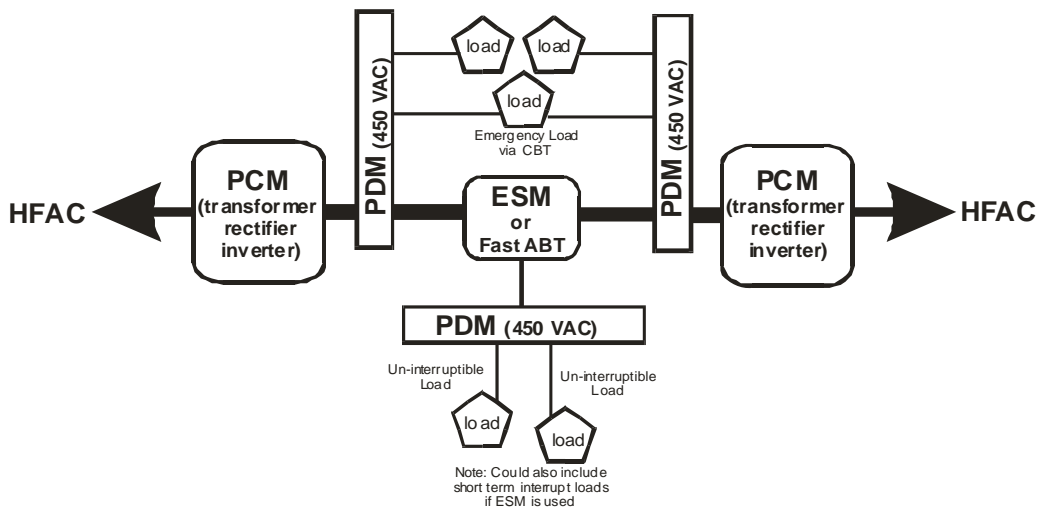 load
load
PDM (450 VAC)
PDM (450 VAC)
load
Emergency Load
via CBT
PCM
(transformer
rectifier
inverter)
HFAC
ESM
or
Fast ABT
PCM
(transformer
rectifier
inverter)
HFAC
PDM (450 VAC)
Un-interruptible
Load
Un-interruptible
Load
load
load
Note: Could also include
short term interrupt loads
if ESM is used